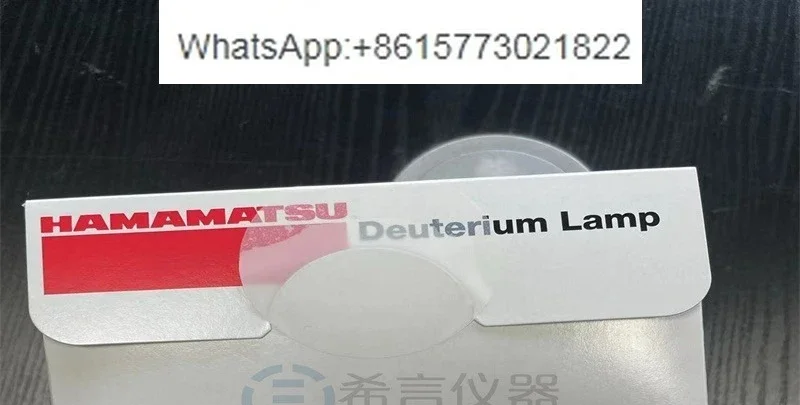 WhatsApp:+8615773021822
HAMAMATSU
Deuterium Lamp
希言仪器